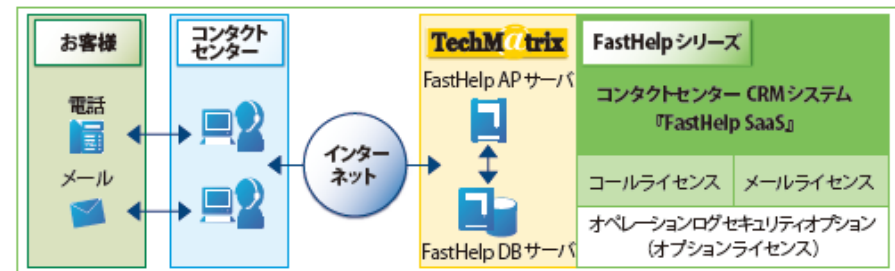 お客様
電話
メール
コンタクト
センター
インター
ネット
TechM@trix
FastHelp AP サーバ
FastHelp DB サーバ
FastHelpシリーズ
コンタクトセンター CRMシステム
『FastHelp SaaS』
コールライセンス
メールライセンス
オペレーションログセキュリティオプション
(オプションライセンス)